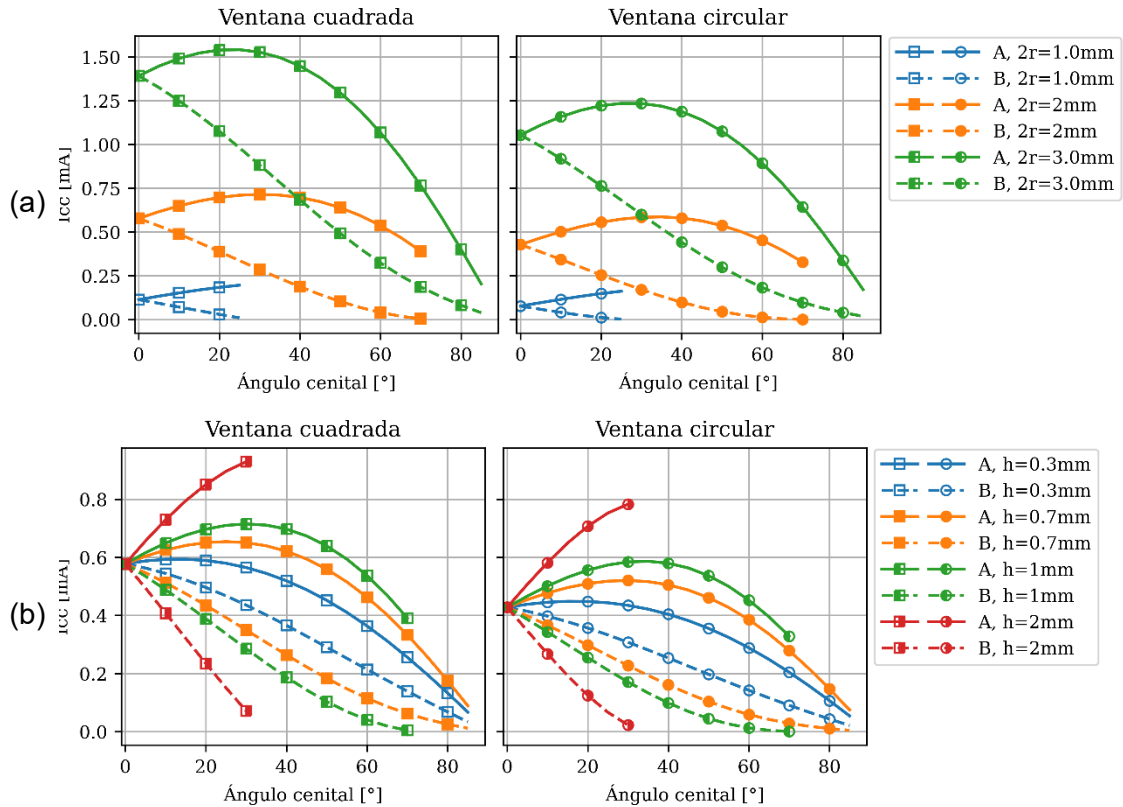 Ventana cuadrada
Ventana circular
(a)
Icc [mA]
1.50
1.25
1.00
0.75
0.50
0.25
0.00
0 20 40 60 80
0 20 40 60 80
Ángulo cenital [°]
Ángulo cenital [°]
A, 2r=1.0mm
B, 2r=1.0mm
A, 2r=2mm
B, 2r=2mm
A, 2r=3.0mm
B, 2r=3.0mm
Ventana cuadrada
Ventana circular
(b)
Icc [mA]
0.8
0.6
0.4
0.2
0.0
0 20 40 60 80
0 20 40 60 80
Ángulo cenital [°]
Ángulo cenital [°]
A, h=0.3mm
B, h=0.3mm
A, h=0.7mm
B, h=0.7mm
A, h=1mm
B, h=1mm
A, h=2mm
B, h=2mm